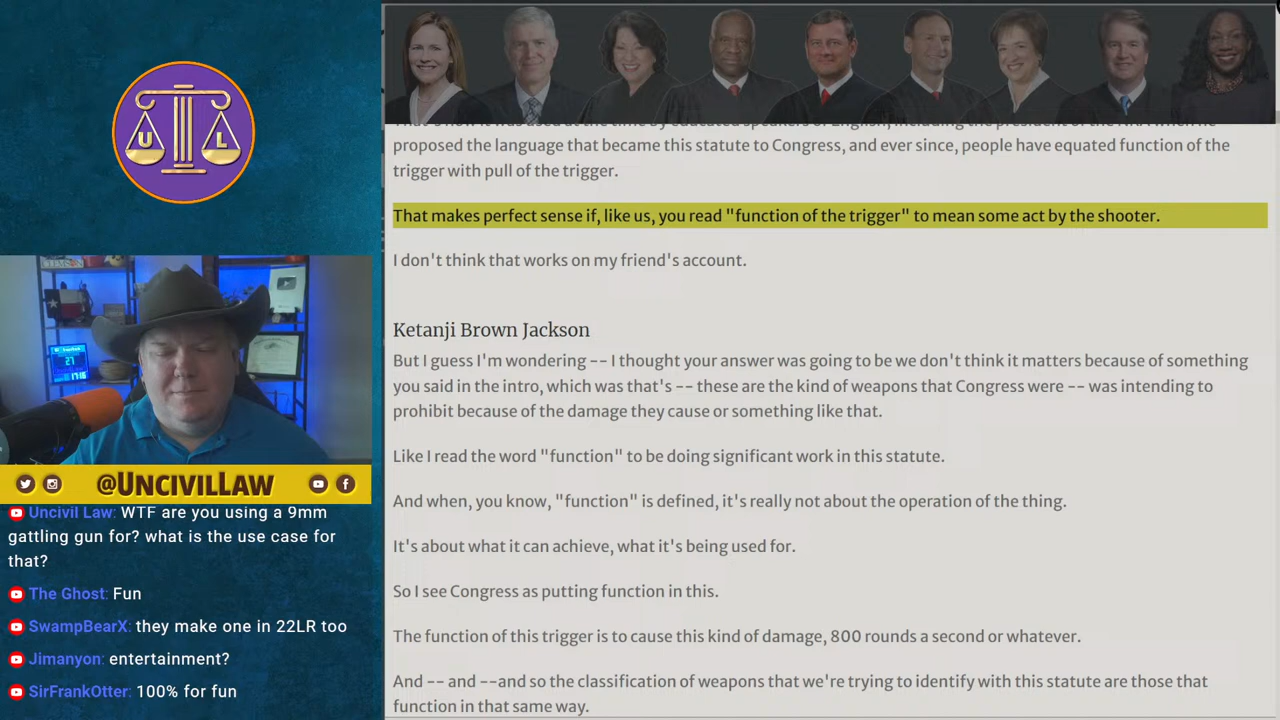 U L
proposed the language that became this statute to Congress, and ever since, people have equated function of the
trigger with pull of the trigger.
That makes perfect sense if, like us, you read "function of the trigger" to mean some act by the shooter.
I don't think that works on my friend's account.
Ketanji Brown Jackson
But I guess I'm wondering -- I thought your answer was going to be we don't think it matters because of something
you said in the intro, which was that's -- these are the kind of weapons that Congress were -- was intending to
prohibit because of the damage they cause or something like that.
Like I read the word "function" to be doing significant work in this statute.
And when, you know, "function" is defined, it's really not about the operation of the thing.
It's about what it can achieve, what it's being used for.
So I see Congress as putting function in this.
The function of this trigger is to cause this kind of damage, 800 rounds a second or whatever.
And -- and --and so the classification of weapons that we're trying to identify with this statute are those that
function in that same way.
@UNCIVILLAW
Uncivil Law: WTF are you using a 9mm
gattling gun for? what is the use case for
that?
The Ghost: Fun
SwampBearX: they make one in 22LR too
Jimanyon: entertainment?
SirFrankOtter: 100% for fun